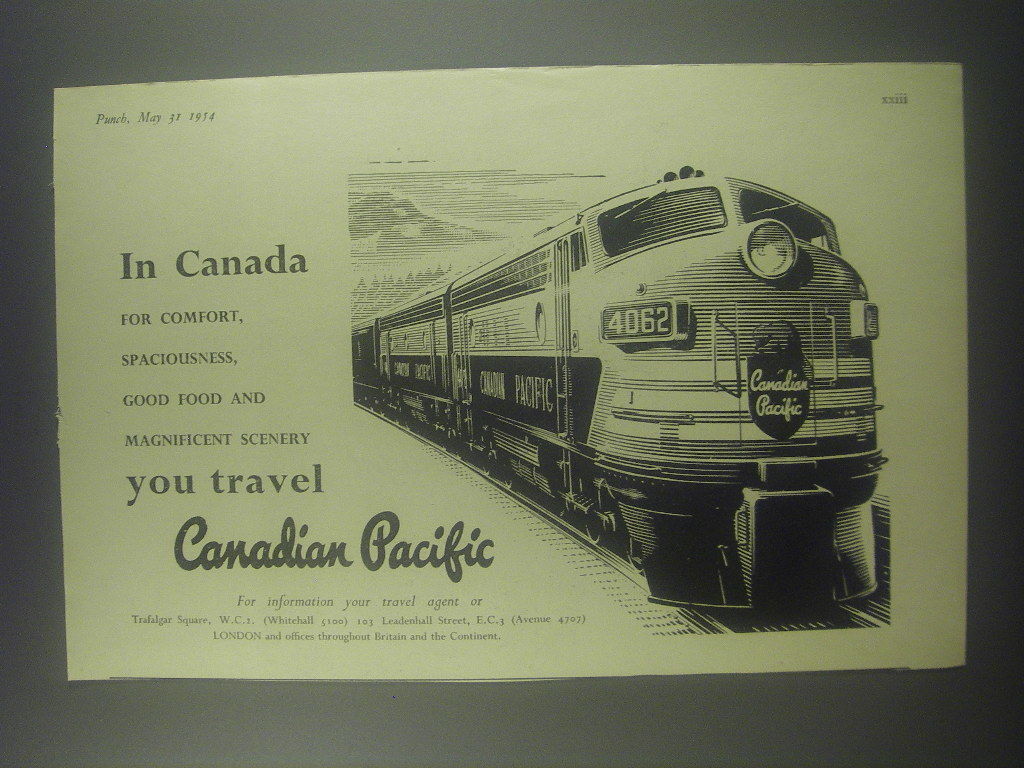 Punch, May 31 1954
xxiii
In Canada
FOR COMFORT,
SPACIOUSNESS,
GOOD FOOD AND
MAGNIFICENT SCENERY
you travel
Canadian Pacific
For information your travel agent or
Trafalgar Square, W.C.2. (Whitehall 5100) 103 Leadenhall Street, E.C.3 (Avenue 4707)
LONDON and offices throughout Britain and the Continent.
4062
Canadian
Pacific
CANADIAN PACIFIC
CANADIAN PACIFIC